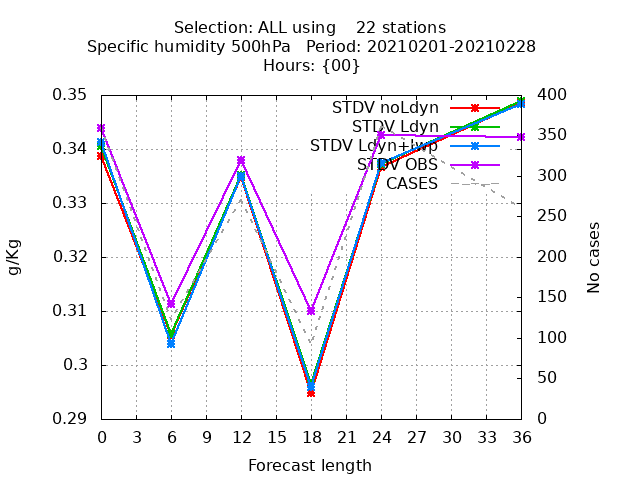 Selection: ALL using    22 stations
Specific humidity 500hPa   Period: 20210201-20210228
Hours: {00}
STDV noLdyn
STDV Ldyn
STDV Ldyn+lwp
STDV OBS
CASES
0.35
0.34
0.33
0.32
0.31
0.3
0.29
400
350
300
250
200
150
100
50
0
g/Kg
No cases
0 3 6 9 12 15 18 21 24 27 30 33 36
Forecast length